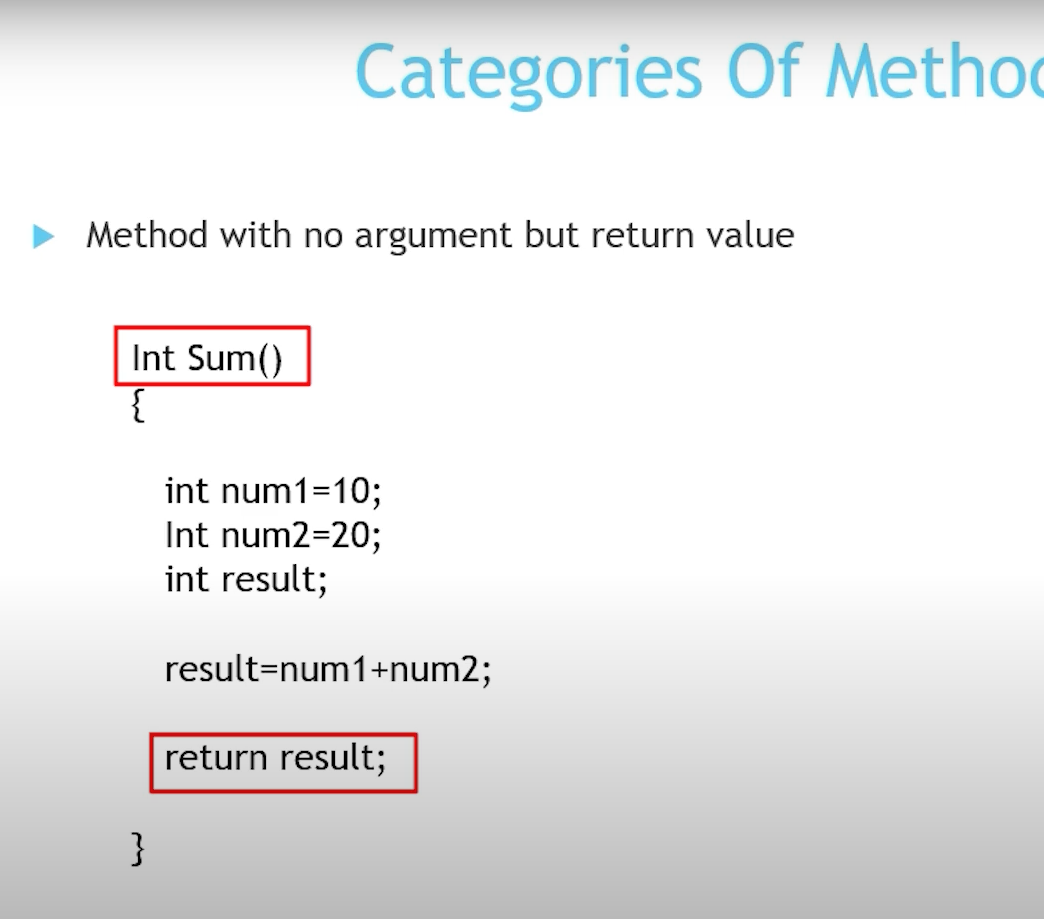 Categories Of Metho
Method with no argument but return value
Int Sum()
{
int num1=10;
Int num2=20;
int result;
result=num1+num2;
return result;
}